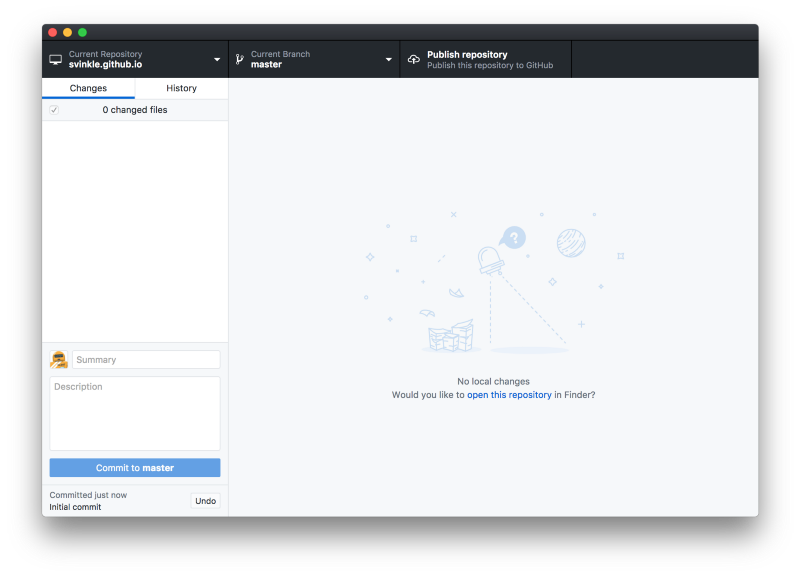 Current Repository
svinkle.github.io
Current Branch
master
Publish repository
Publish this repository to GitHub
Changes
History
0 changed files
?
No local changes
Would you like to open this repository in Finder?
Summary
Description
Commit to master
Committed just now
Initial commit
Undo